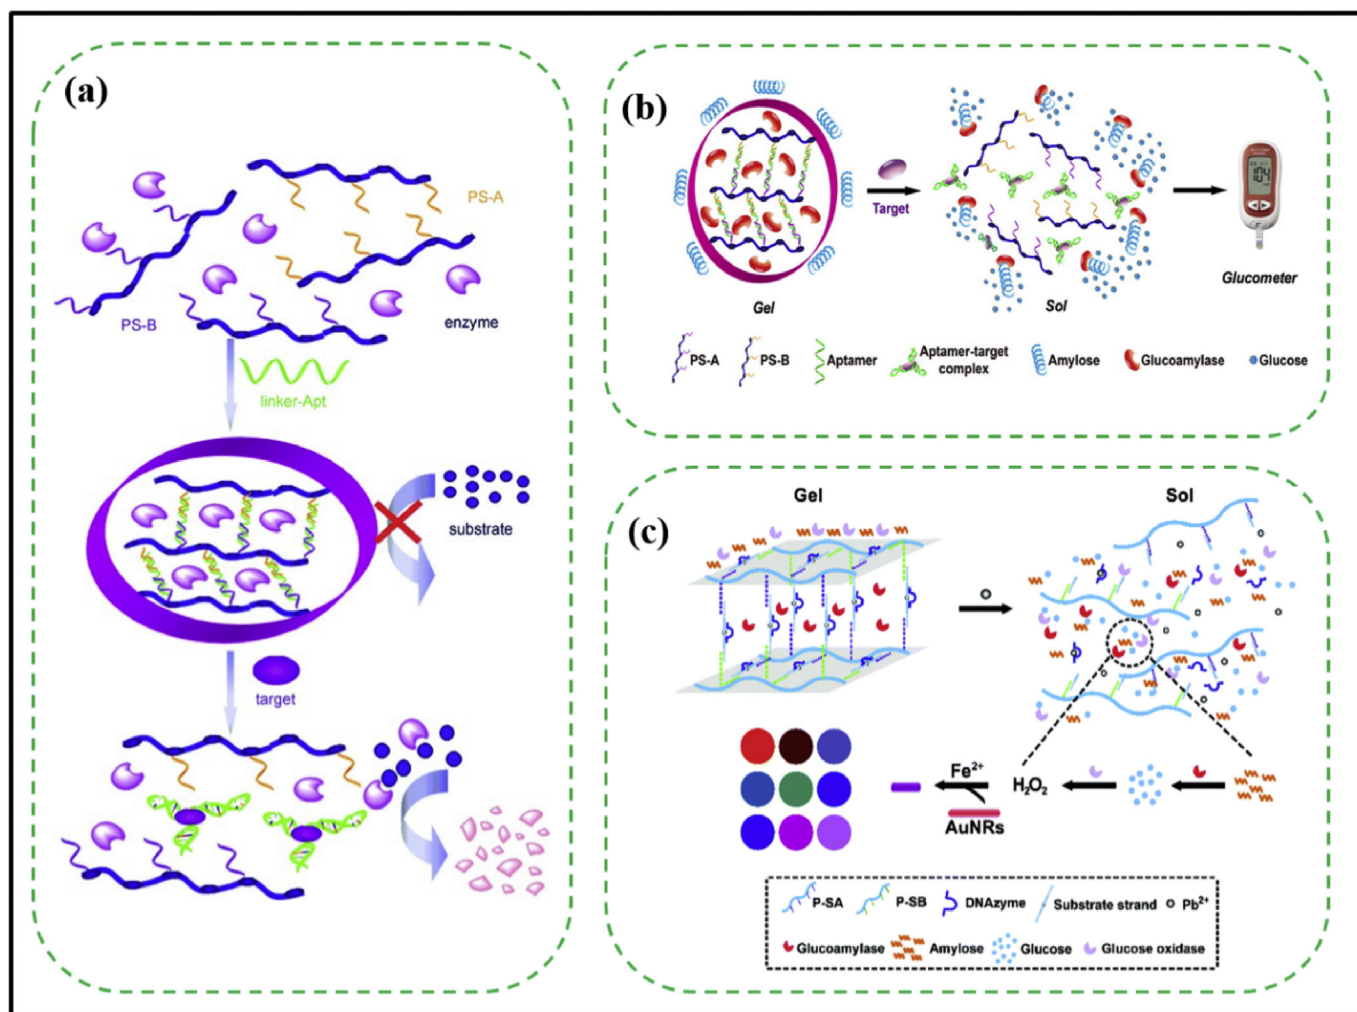 (a)
PS-A
PS-B
enzyme
linker-Apt
substrate
target
(b)
Target
104
Gel
Sol
Glucometer
PS-A
PS-B
Aptamer
Aptamer-target
complex
Amylose
Glucoamylase
Glucose
(c)
Gel
Sol
Fe²⁺
H₂O₂
AuNRs
P-SA
P-SB
DNAzyme
Substrate strand
Pb²⁺
Glucoamylase
Amylose
Glucose
Glucose oxidase